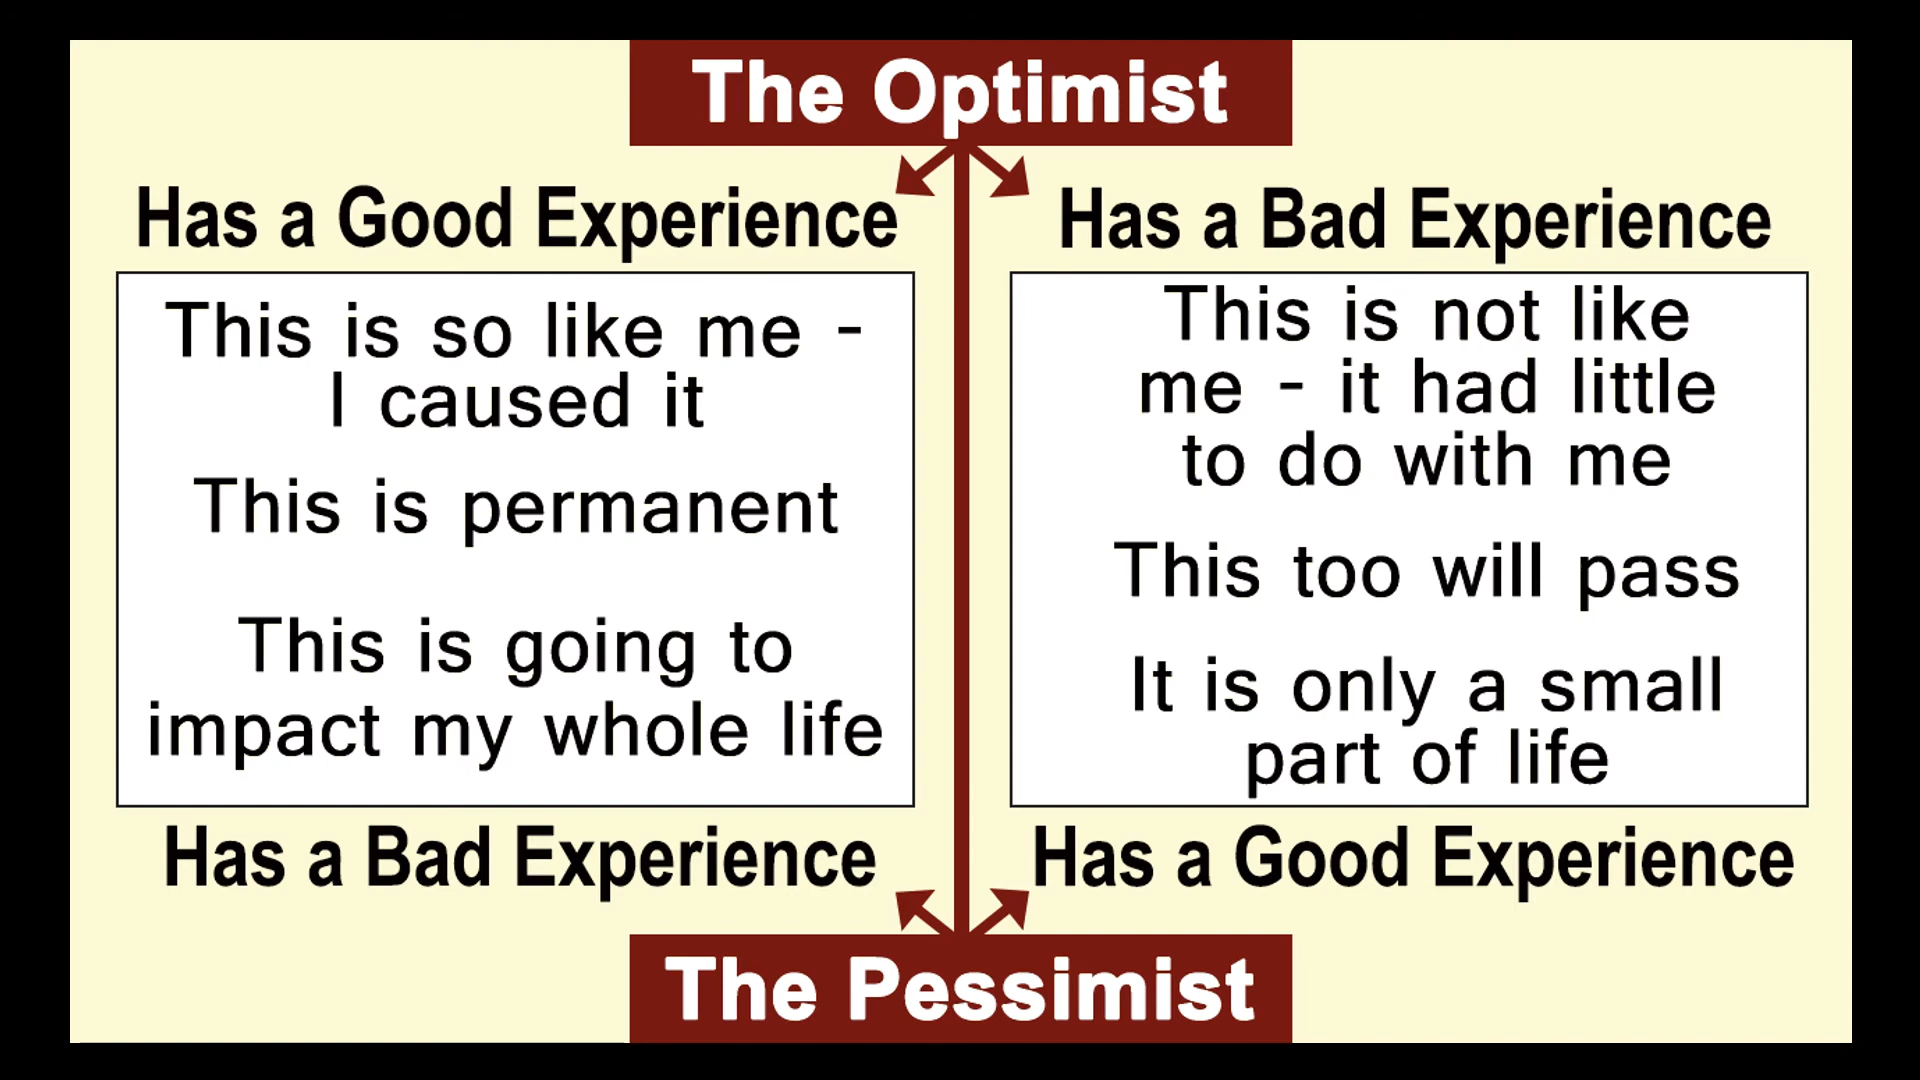 The Optimist
Has a Good Experience
This is so like me -
I caused it
This is permanent
This is going to
impact my whole life
Has a Bad Experience
Has a Bad Experience
This is not like
me - it had little
to do with me
This too will pass
It is only a small
part of life
Has a Good Experience
The Pessimist